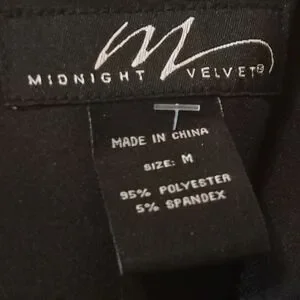 M
MIDNIGHT VELVET®
MADE IN CHINA
SIZE: M
95% POLYESTER
5% SPANDEX